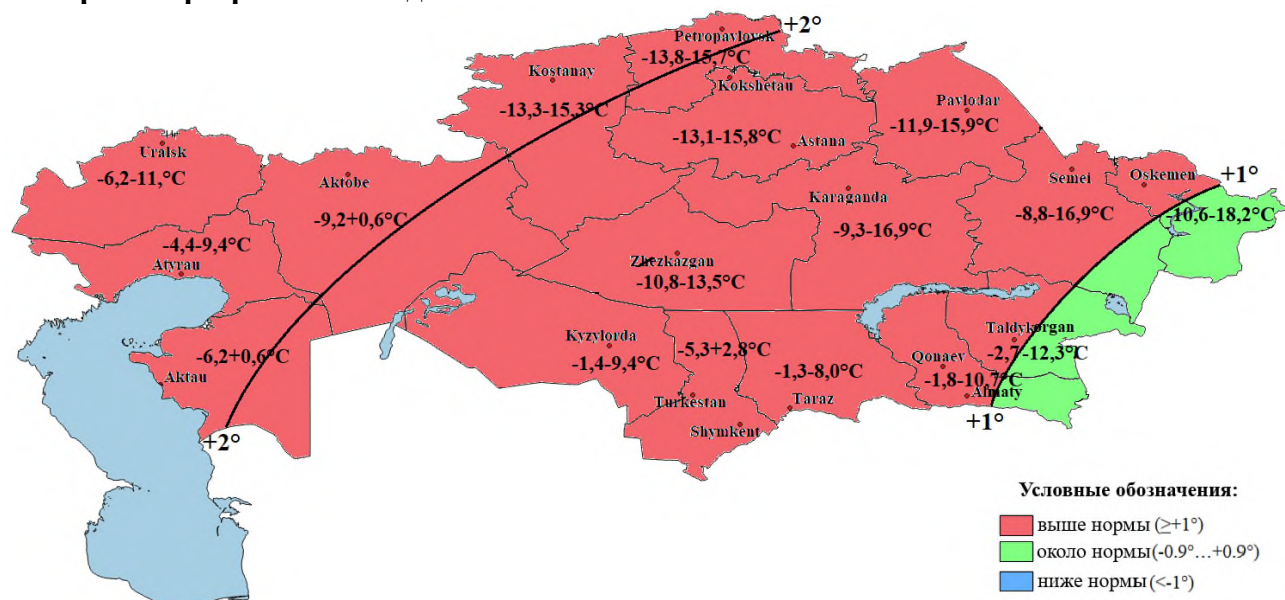 +2°
Petropavlovsk
-13,8-15,7°C
Kostanay
Kokshetau
-13,3-15,3°C
Pavlodar
-11,9-15,9°C
-13,1-15,8°C
Astana
Uralsk
-6,2-11,°C
Aktobe
-9,2+0,6°C
Karaganda
-9,3-16,9°C
Semei
-8,8-16,9°C
Oskemen
+1°
-10,6-18,2°C
-4,4-9,4°C
Atyrau
Zhezkazgan
-10,8-13,5°C
Kyzylorda
-1,4-9,4°C
-5,3+2,8°C
-1,3-8,0°C
Taldykorgan
-2,7-12,3°C
Qonaev
-1,8-10,7°C
Almaty
-6,2+0,6°C
Aktau
Turkestan
Taraz
Shymkent
+2°
+1°
Условные обозначения:
выше нормы (≥+1°)
около нормы(-0.9°…+0.9°)
ниже нормы (<-1°)